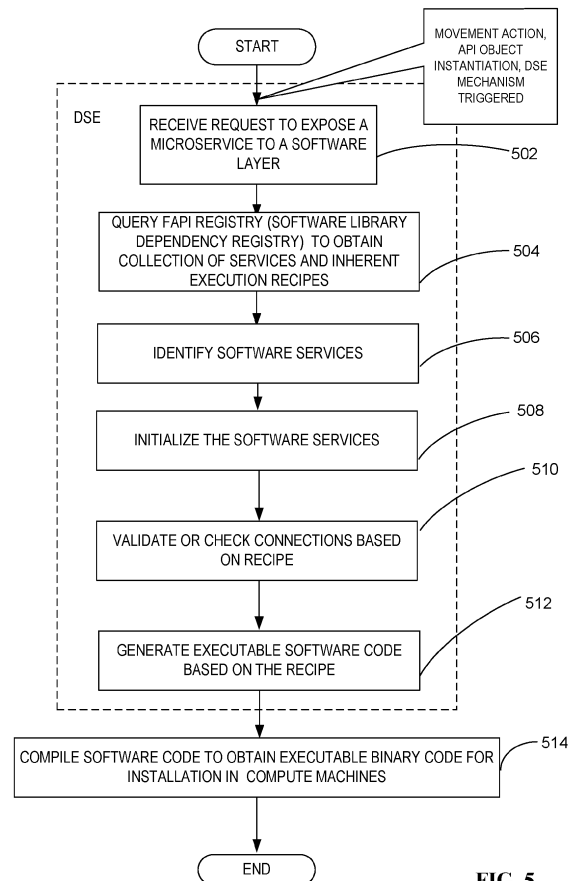 START
MOVEMENT ACTION,
API OBJECT
INSTANTIATION, DSE
MECHANISM
TRIGGERED
DSE
RECEIVE REQUEST TO EXPOSE A
MICROSERVICE TO A SOFTWARE
LAYER
502
QUERY FAPI REGISTRY (SOFTWARE LIBRARY
DEPENDENCY REGISTRY) TO OBTAIN
COLLECTION OF SERVICES AND INHERENT
EXECUTION RECIPES
504
IDENTIFY SOFTWARE SERVICES
506
INITIALIZE THE SOFTWARE SERVICES
508
VALIDATE OR CHECK CONNECTIONS BASED
ON RECIPE
510
GENERATE EXECUTABLE SOFTWARE CODE
BASED ON THE RECIPE
512
COMPILE SOFTWARE CODE TO OBTAIN EXECUTABLE BINARY CODE FOR
INSTALLATION IN COMPUTE MACHINES
514
END
FIG. 5